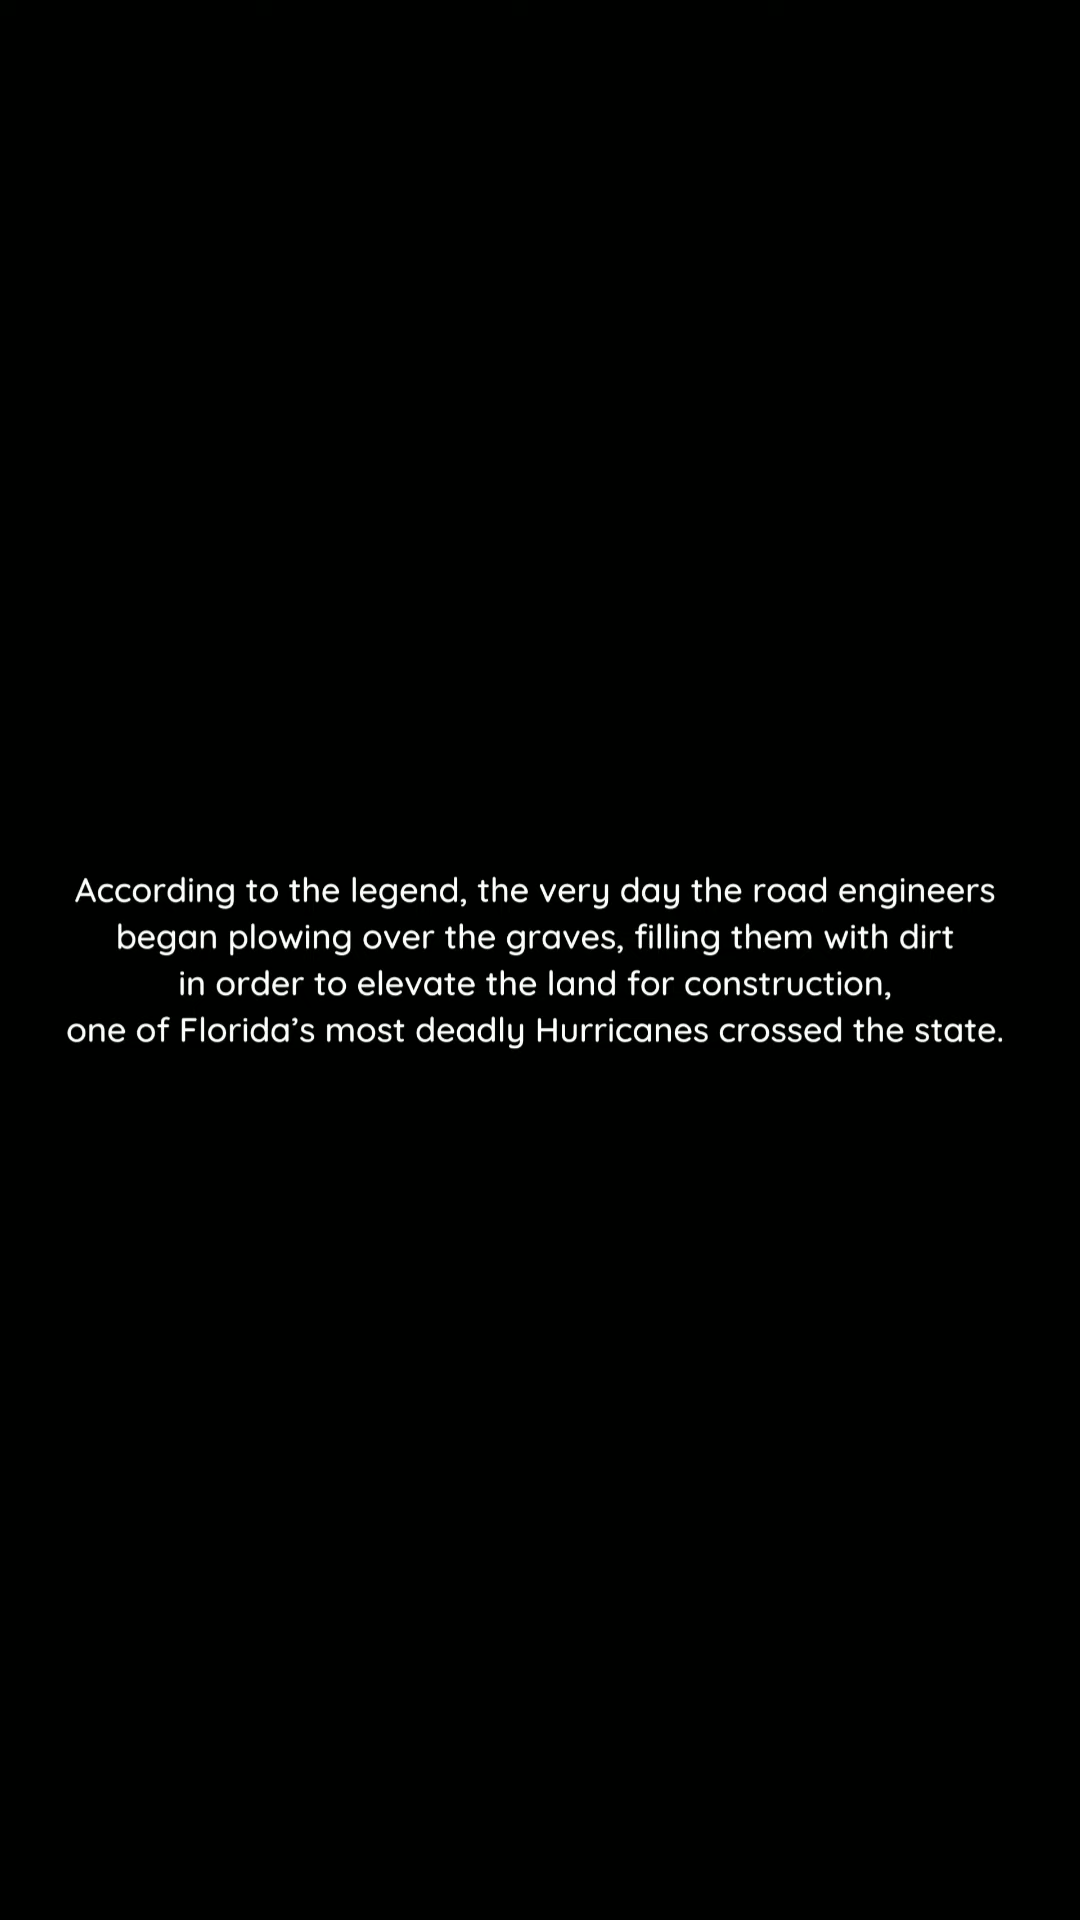 According to the legend, the very day the road engineers
began plowing over the graves, filling them with dirt
in order to elevate the land for construction,
one of Florida’s most deadly Hurricanes crossed the state.